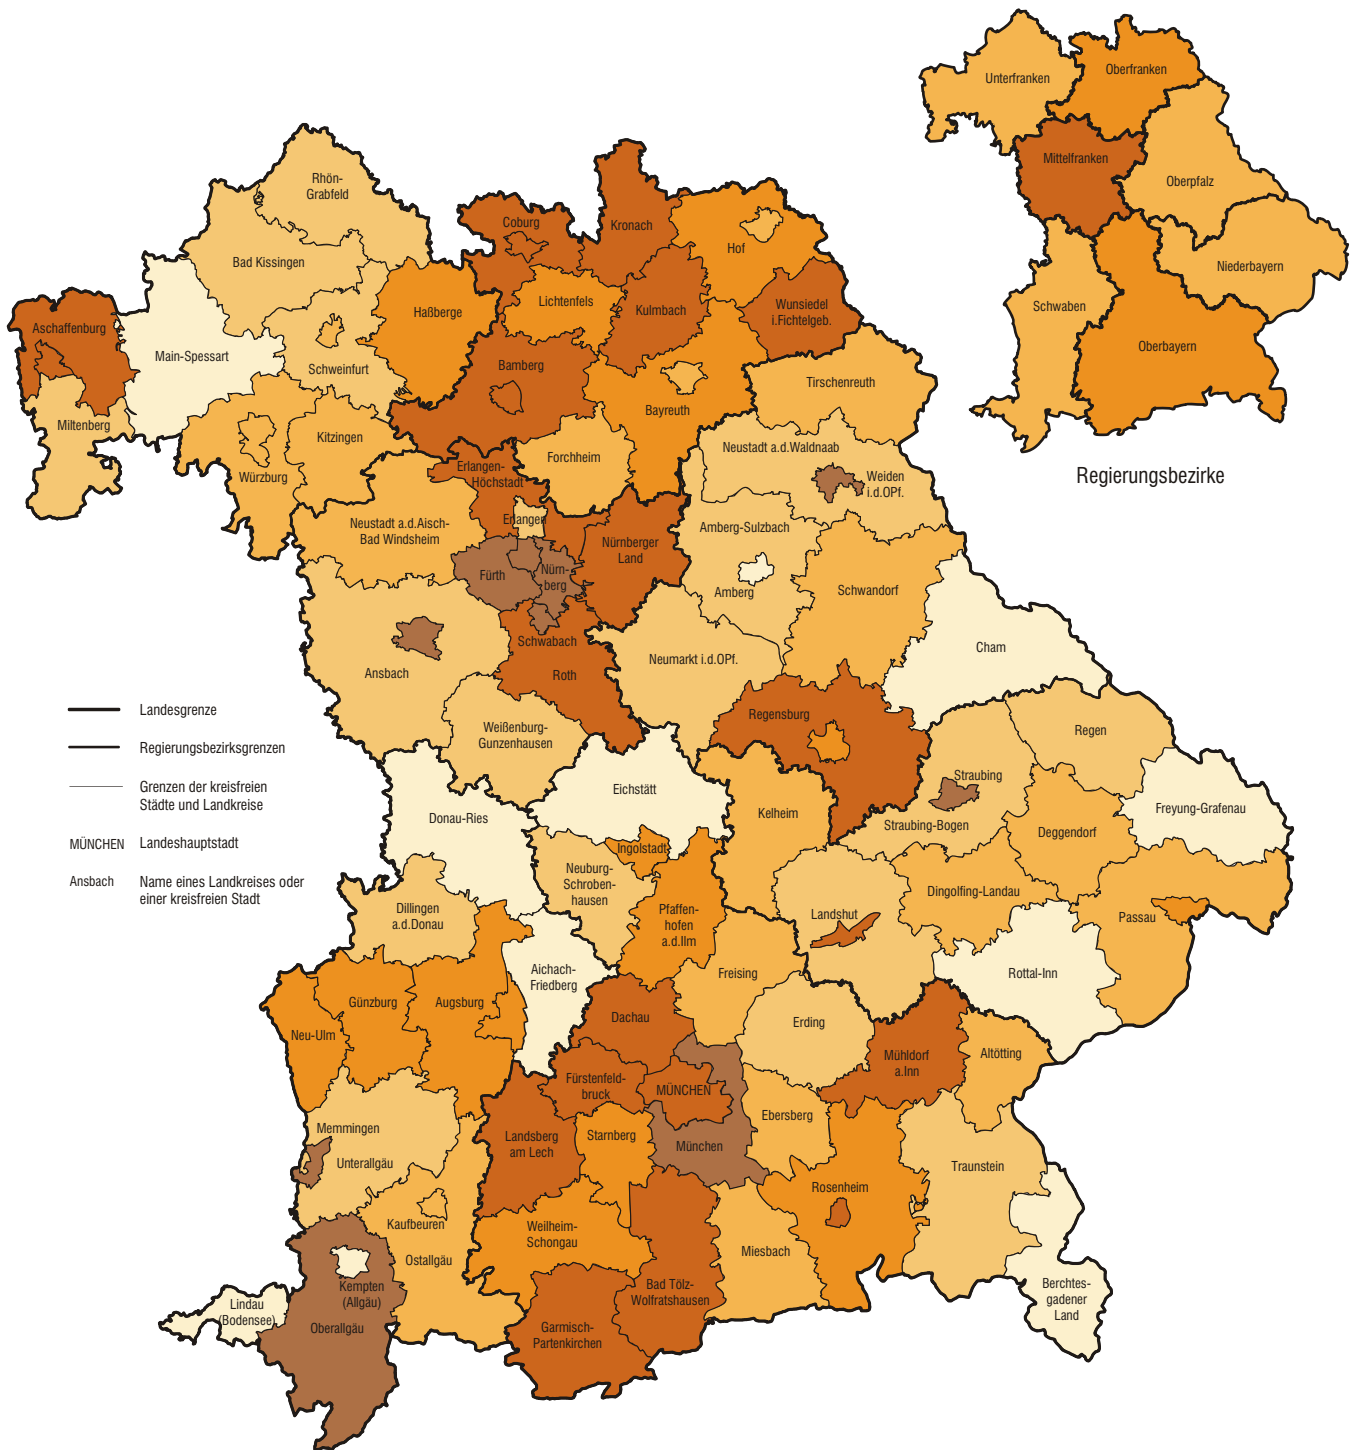 Unterfranken
Oberfranken
Mittelfranken
Oberpfalz
Niederbayern
Schwaben
Oberbayern
Regierungsbezirke
Rhön-
Grabfeld
Bad Kissingen
Coburg
Kronach
Hof
Aschaffenburg
Main-Spessart
Haßberge
Lichtenfels
Kulmbach
Wunsiedel
i.Fichtelgeb.
Schweinfurt
Bamberg
Bayreuth
Tirschenreuth
Miltenberg
Kitzingen
Würzburg
Forchheim
Neustadt a.d.Waldnaab
Weiden
i.d.OPf.
Erlangen-
Höchstadt
Erlangen
Neustadt a.d.Aisch-
Bad Windsheim
Nürnberger
Land
Amberg-Sulzbach
Amberg
Fürth
Nürn-
berg
Schwandorf
Cham
Schwabach
Roth
Ansbach
Neumarkt i.d.OPf.
Weißenburg-
Gunzenhausen
Regensburg
Regen
Straubing
Straubing-Bogen
Freyung-Grafenau
Deggendorf
Eichstätt
Kelheim
Donau-Ries
Ingolstadt
Neuburg-
Schroben-
hausen
Pfaffen-
hofen
a.d.Ilm
Dingolfing-Landau
Landshut
Passau
Rottal-Inn
Landesgrenze
Regierungsbezirksgrenzen
Grenzen der kreisfreien
Städte und Landkreise
MÜNCHEN Landeshauptstadt
Ansbach Name eines Landkreises oder
einer kreisfreien Stadt
Dillingen
a.d.Donau
Aichach-
Friedberg
Freising
Günzburg
Augsburg
Neu-Ulm
Dachau
Erding
Mühldorf
a.Inn
Altötting
Fürstenfeld-
bruck
MÜNCHEN
Ebersberg
Memmingen
Unterallgäu
Landsberg
am Lech
Starnberg
München
Traunstein
Rosenheim
Kaufbeuren
Ostallgäu
Weilheim-
Schongau
Miesbach
Bad Tölz-
Wolfratshausen
Berchtes-
gadener
Land
Kempten
(Allgäu)
Lindau
(Bodensee)
Oberallgäu
Garmisch-
Partenkirchen